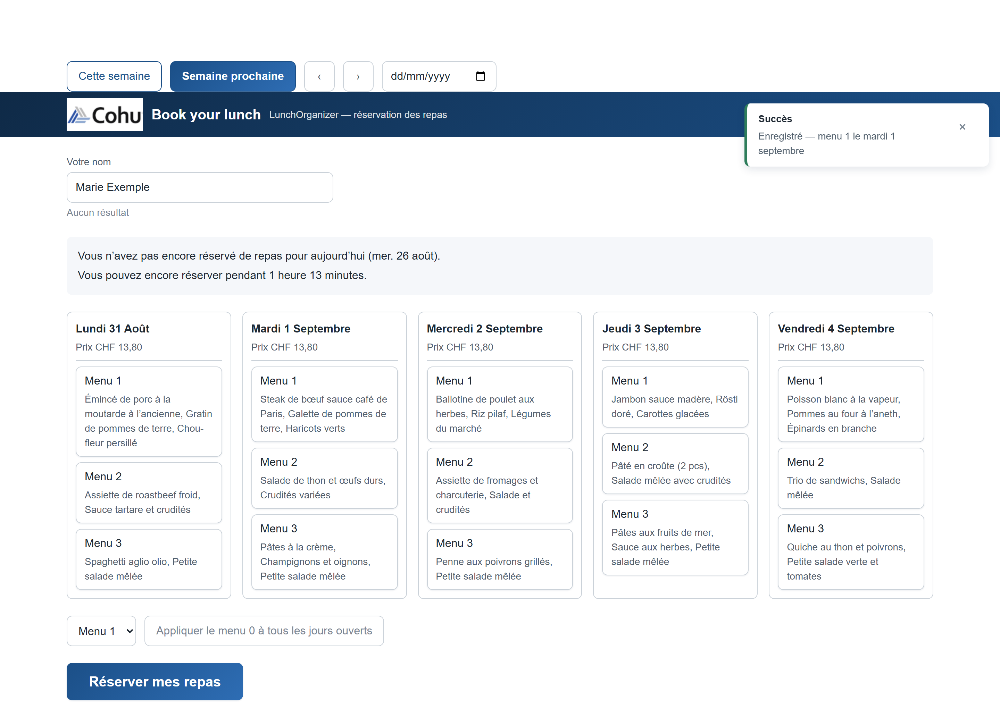 Cette semaine
Semaine prochaine
‹
›
dd/mm/yyyy
Cohu
Book your lunch
LunchOrganizer — réservation des repas
Succès
×
Enregistré — menu 1 le mardi 1
septembre
Votre nom
Marie Exemple
Aucun résultat
Vous n’avez pas encore réservé de repas pour aujourd’hui (mer. 26 août).
Vous pouvez encore réserver pendant 1 heure 13 minutes.
Lundi 31 Août
Prix CHF 13,80
Menu 1
Émincé de porc à la
moutarde à l’ancienne, Gratin
de pommes de terre, Chou-
fleur persillé
Menu 2
Assiette de roastbeef froid,
Sauce tartare et crudités
Menu 3
Spaghetti aglio olio, Petite
salade mêlée
Mardi 1 Septembre
Prix CHF 13,80
Menu 1
Steak de bœuf sauce café de
Paris, Galette de pommes de
terre, Haricots verts
Menu 2
Salade de thon et œufs durs,
Crudités variées
Menu 3
Pâtes à la crème,
Champignons et oignons,
Petite salade mêlée
Mercredi 2 Septembre
Prix CHF 13,80
Menu 1
Ballotine de poulet aux
herbes, Riz pilaf, Légumes
du marché
Menu 2
Assiette de fromages et
charcuterie, Salade et
crudités
Menu 3
Penne aux poivrons grillés,
Petite salade mêlée
Jeudi 3 Septembre
Prix CHF 13,80
Menu 1
Jambon sauce madère, Rösti
doré, Carottes glacées
Menu 2
Pâté en croûte (2 pcs),
Salade mêlée avec crudités
Menu 3
Pâtes aux fruits de mer,
Sauce aux herbes, Petite
salade mêlée
Vendredi 4 Septembre
Prix CHF 13,80
Menu 1
Poisson blanc à la vapeur,
Pommes au four à l’aneth,
Épinards en branche
Menu 2
Trio de sandwichs, Salade
mêlée
Menu 3
Quiche au thon et poivrons,
Petite salade verte et
tomates
Menu 1
Appliquer le menu 0 à tous les jours ouverts
Réserver mes repas